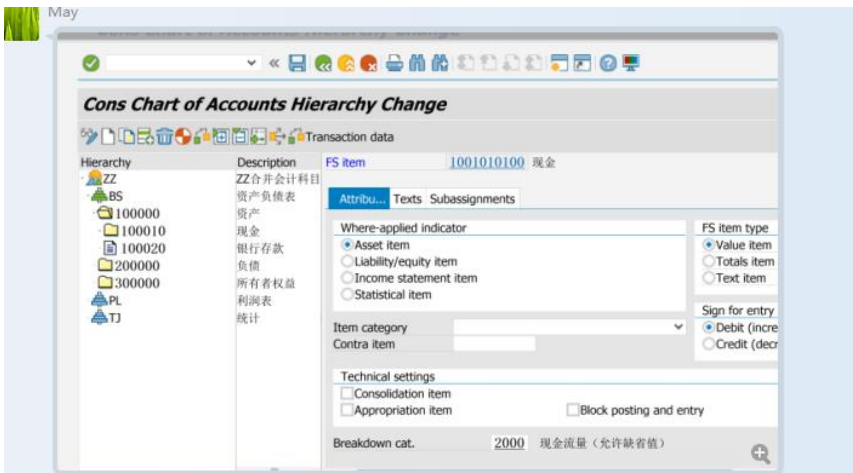 May
Cons Chart of Accounts Hierarchy Change
Cons Chart of Accounts Hierarchy Change
Transaction data
Hierarchy Description FS item 1001010100 现金
ZZ ZZ合并会计科目
BS 资产负债表 Attribu... Texts Subassignments
100000 资产
100010 现金 Where-applied indicator FS item type
100020 银行存款 Asset item Value item
200000 负债 Liability/equity item Totals item
300000 所有者权益 Income statement item Text item
PL 利润表 Statistical item
TJ 统计 Sign for entry
Item category Debit (incre
Contra item Credit (decr
Technical settings
Consolidation item
Appropriation item Block posting and entry
Breakdown cat. 2000 现金流量（允许缺省值）